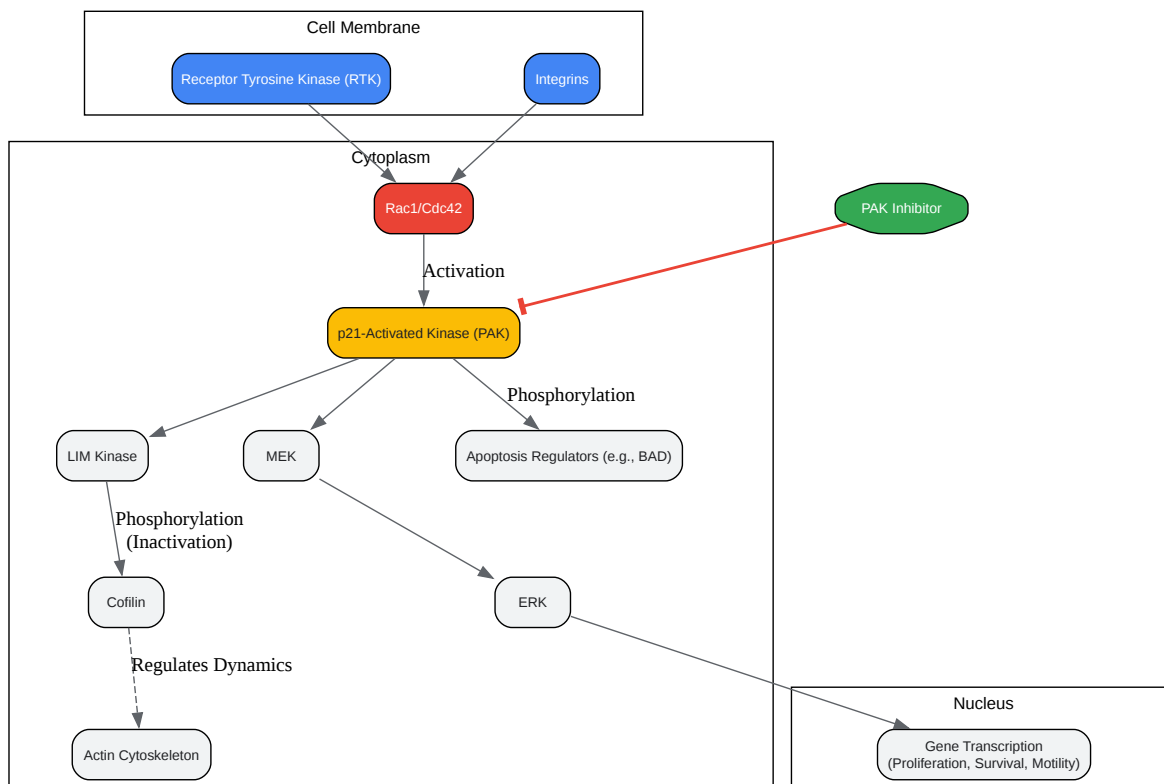 Cell Membrane
Receptor Tyrosine Kinase (RTK)
Integrins
Cytoplasm
Rac1/Cdc42
PAK Inhibitor
Activation
p21-Activated Kinase (PAK)
Phosphorylation
LIM Kinase
MEK
Apoptosis Regulators (e.g., BAD)
Phosphorylation
(Inactivation)
Cofilin
ERK
Regulates Dynamics
Nucleus
Actin Cytoskeleton
Gene Transcription
(Proliferation, Survival, Motility)